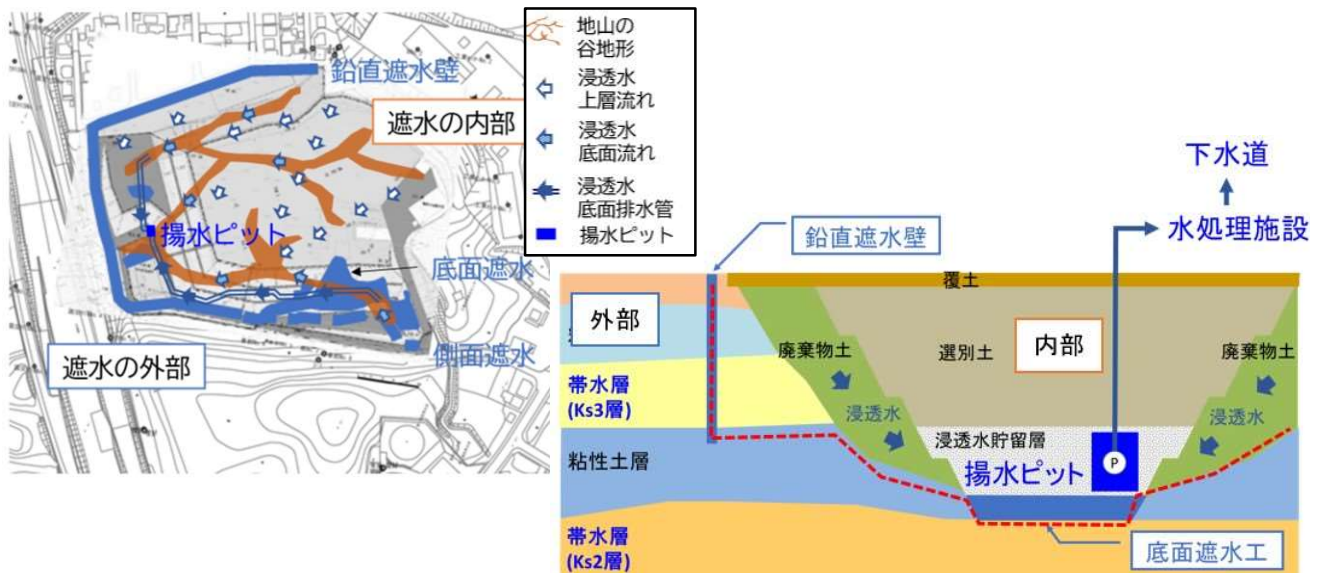 鉛直遮水壁
遮水の内部
揚水ピット
底面遮水
側面遮水
遮水の外部
地山の
谷地形
浸透水
上層流れ
浸透水
底面流れ
浸透水
底面排水管
揚水ピット
下水道
水処理施設
鉛直遮水壁
覆土
外部
廃棄物土
選別土
内部
廃棄物土
帯水層
(Ks3層)
浸透水
浸透水
浸透水貯留層
粘性土層
揚水ピット
P
帯水層
(Ks2層)
底面遮水工